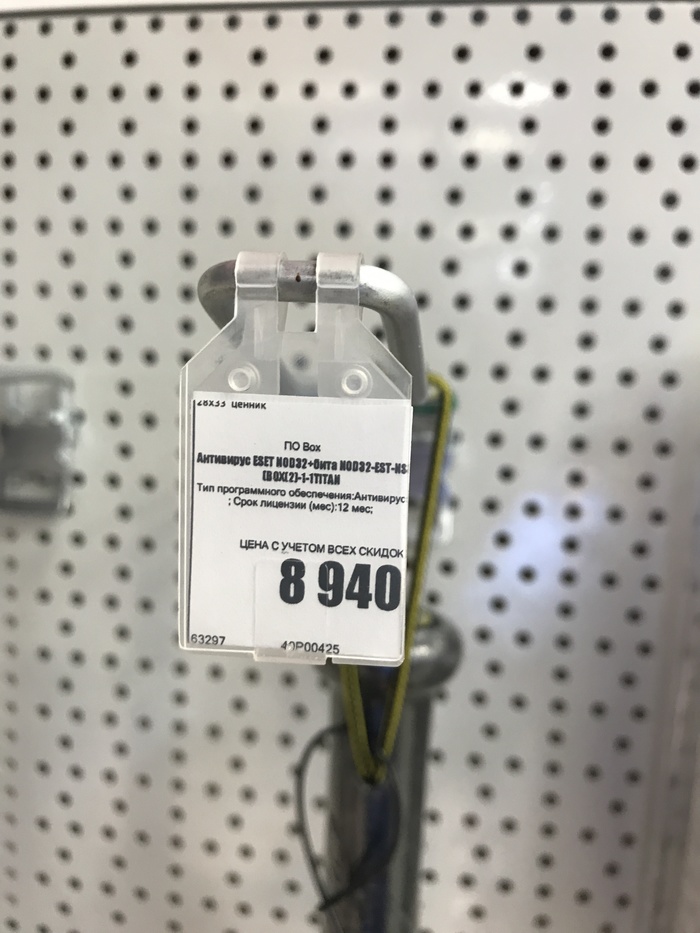 28X33 ценник
ПО Box
Антивирус ESET NOD32+Бита NOD32-EST-NS
(BOX(2)-1-1TITAN
Тип программного обеспечения:Антивирус
; Срок лицензии (мес):12 мес;
ЦЕНА С УЧЕТОМ ВСЕХ СКИДОК
8 940
63297 40P00425